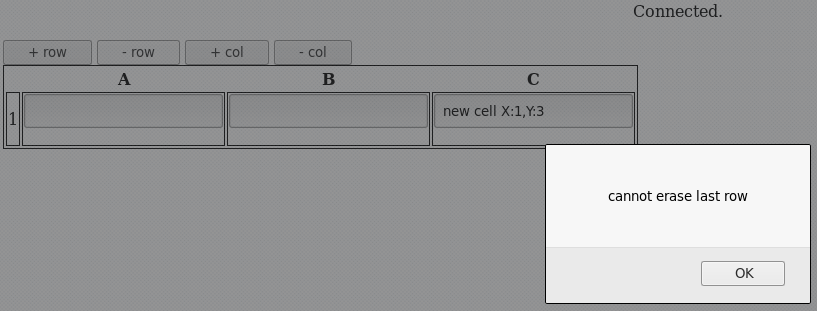 Connected.
+ row - row + col - col
A B C
1 new cell X:1,Y:3
cannot erase last row
OK